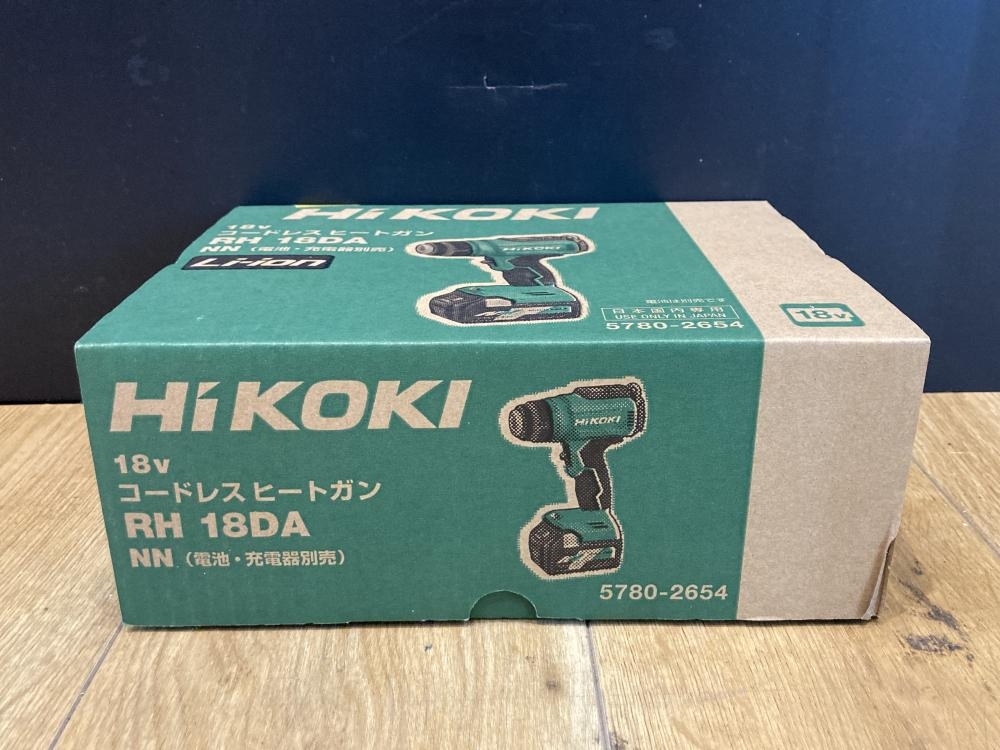 HiKOKI
18v
コードレスヒートガン
RH 18DA
NN (電池・充電器別売)
Li-ion
HiKOKI
電池は別売です
日本国内専用
USE ONLY IN JAPAN
5780-2654
18v
HiKOKI
18v
コードレスヒートガン
RH 18DA
NN (電池・充電器別売)
HiKOKI
5780-2654